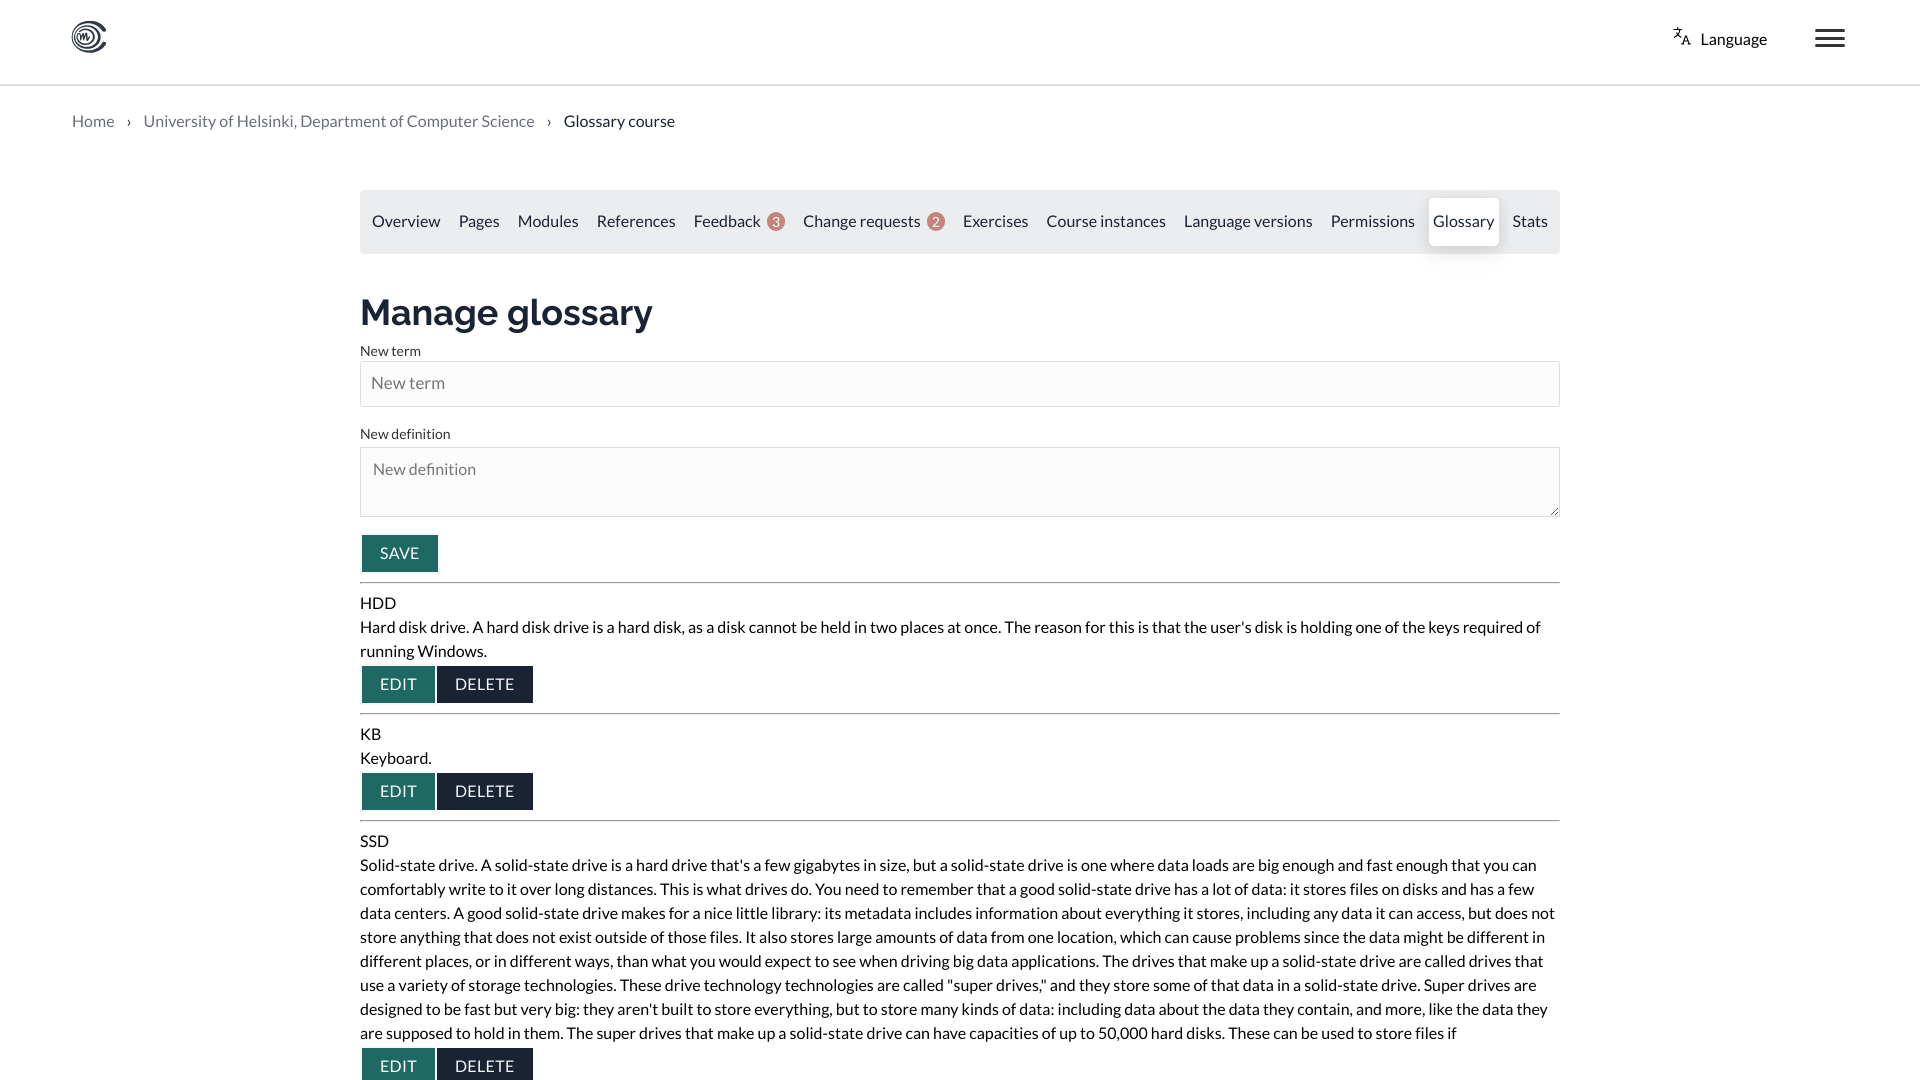 Language
Home › University of Helsinki, Department of Computer Science › Glossary course
Overview Pages Modules References Feedback 3 Change requests 2 Exercises Course instances Language versions Permissions Glossary Stats
Manage glossary
New term
New term
New definition
New definition
SAVE
HDD
Hard disk drive. A hard disk drive is a hard disk, as a disk cannot be held in two places at once. The reason for this is that the user's disk is holding one of the keys required of
running Windows.
EDIT DELETE
KB
Keyboard.
EDIT DELETE
SSD
Solid-state drive. A solid-state drive is a hard drive that's a few gigabytes in size, but a solid-state drive is one where data loads are big enough and fast enough that you can
comfortably write to it over long distances. This is what drives do. You need to remember that a good solid-state drive has a lot of data: it stores files on disks and has a few
data centers. A good solid-state drive makes for a nice little library: its metadata includes information about everything it stores, including any data it can access, but does not
store anything that does not exist outside of those files. It also stores large amounts of data from one location, which can cause problems since the data might be different in
different places, or in different ways, than what you would expect to see when driving big data applications. The drives that make up a solid-state drive are called drives that
use a variety of storage technologies. These drive technology technologies are called "super drives," and they store some of that data in a solid-state drive. Super drives are
designed to be fast but very big: they aren't built to store everything, but to store many kinds of data: including data about the data they contain, and more, like the data they
are supposed to hold in them. The super drives that make up a solid-state drive can have capacities of up to 50,000 hard disks. These can be used to store files if
EDIT DELETE